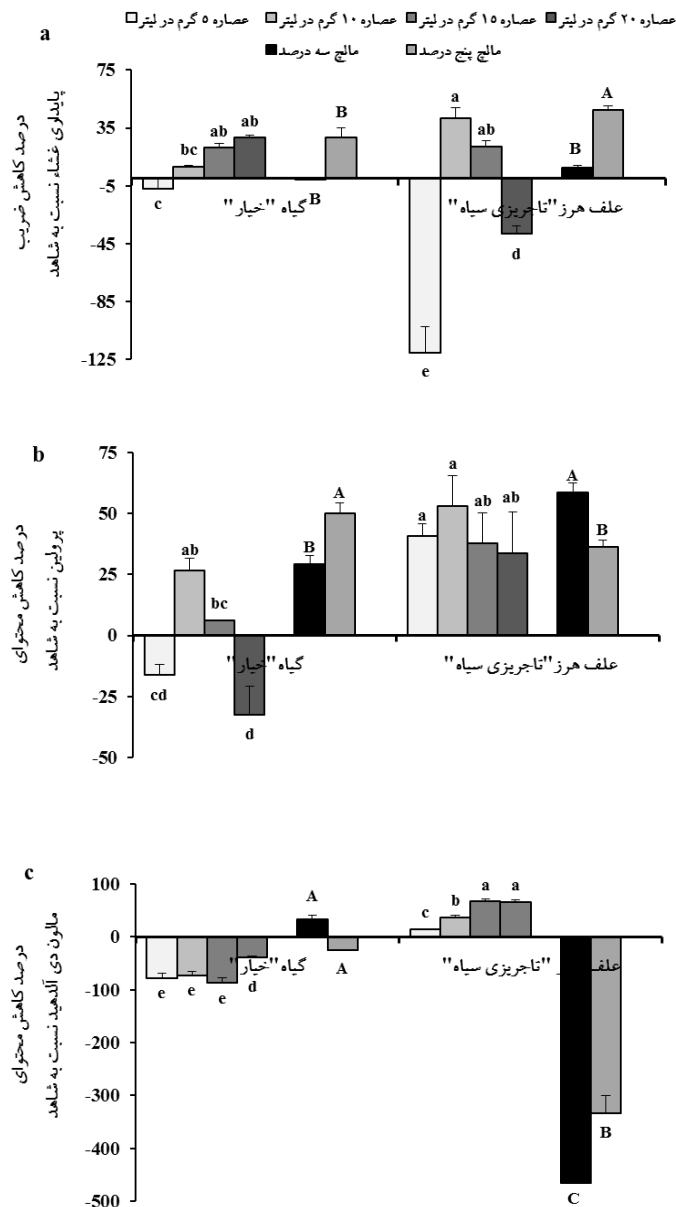 عصاره ۵ گرم در لیتر عصاره ۱۰ گرم در لیتر عصاره ۱۵ گرم در لیتر عصاره ۲۰ گرم در لیتر
مالچ سه درصد مالچ پنج درصد
a
درصد کاهش ضریب
پایداری غشاء نسبت به شاهد
75
35
-5
-45
-85
-125
c bc ab ab B B
e a ab d B A
گیاه "خیار"
علف هرز "تاجریزی سیاه"
b
درصد کاهش محتوای
پرولین نسبت به شاهد
75
50
25
0
-25
-50
cd ab bc d B A
a a ab ab A B
گیاه "خیار"
علف هرز "تاجریزی سیاه"
c
درصد کاهش محتوای
مالون دی آلدهید نسبت به شاهد
100
0
-100
-200
-300
-400
-500
e e e d A A
c b a a C B
گیاه "خیار"
علف "تاجریزی سیاه"